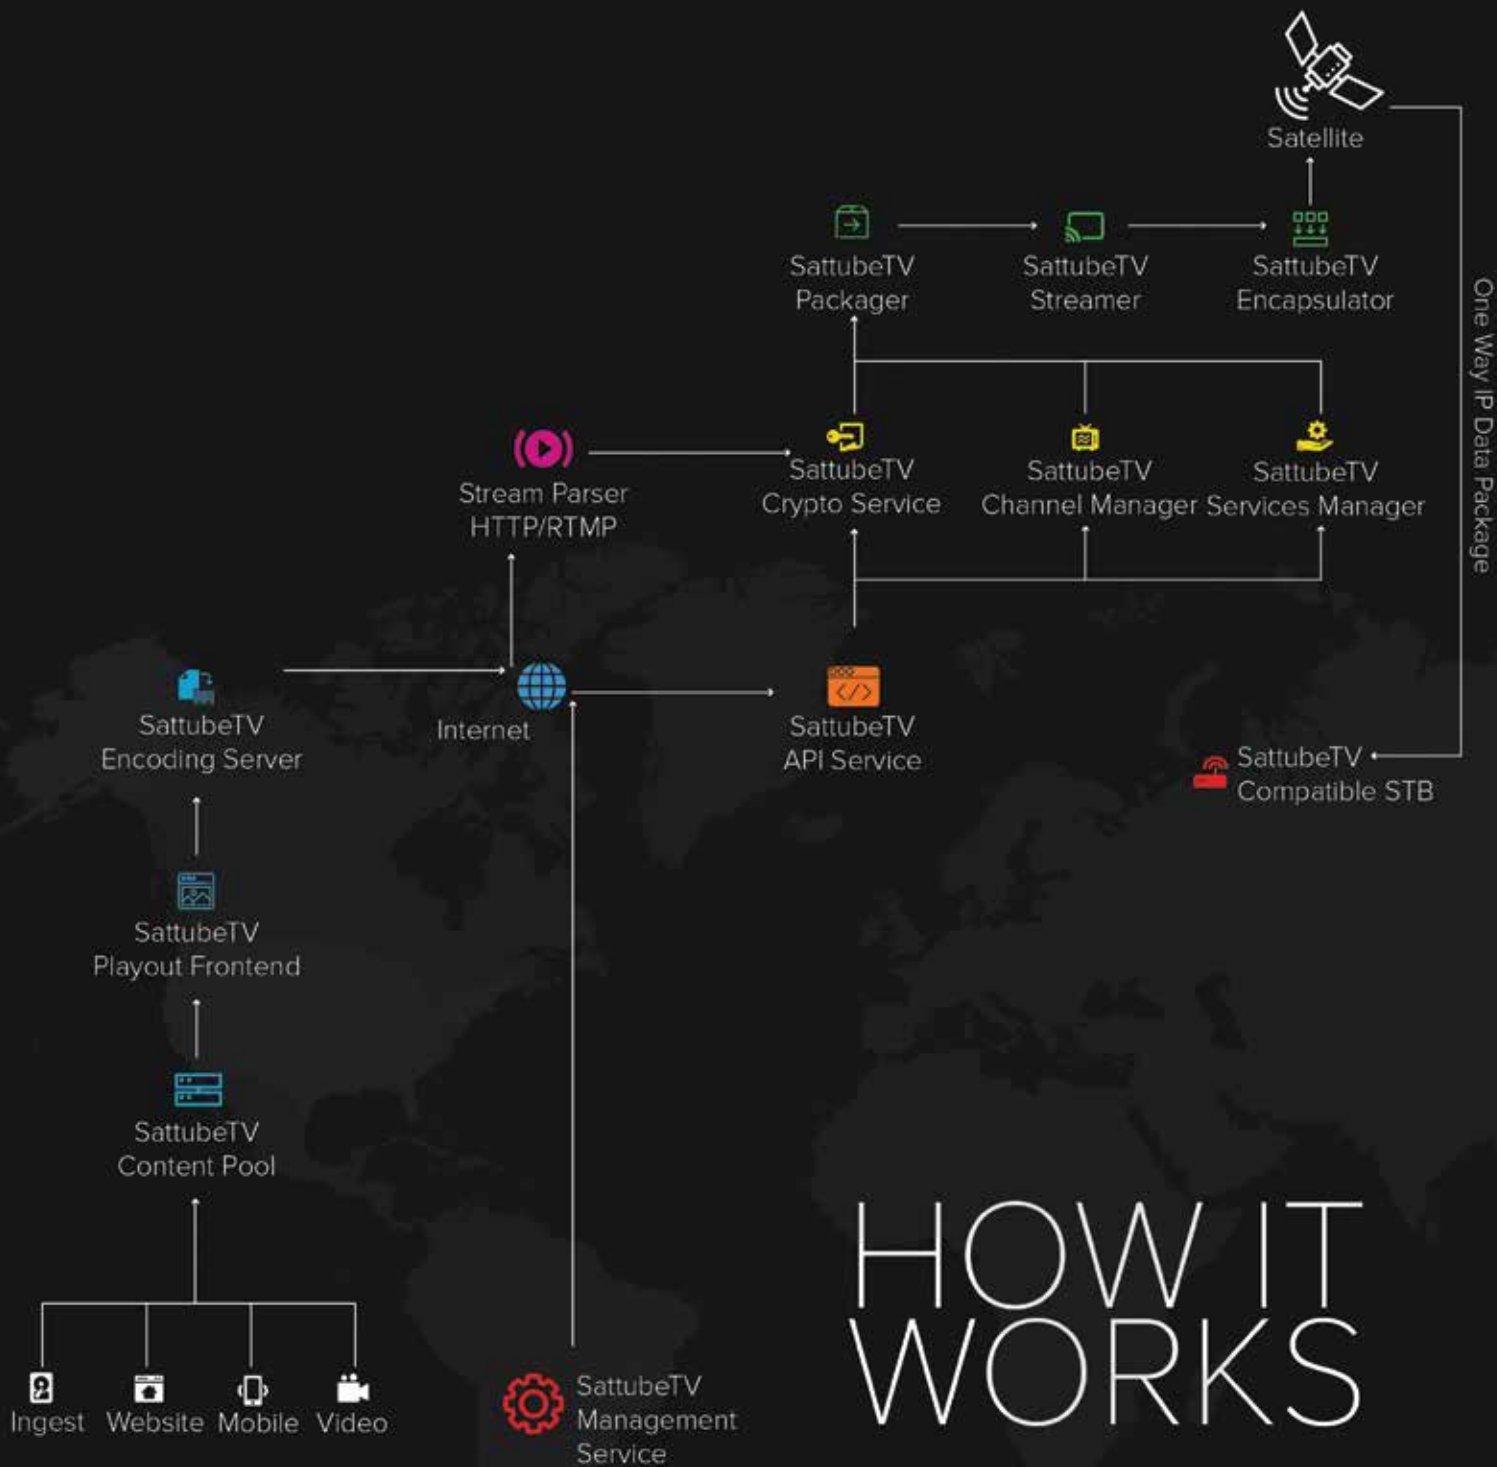 Satellite
SattubeTV
Packager
SattubeTV
Streamer
SattubeTV
Encapsulator
One Way IP Data Package
Stream Parser
HTTP/RTMP
SattubeTV
Crypto Service
SattubeTV
Channel Manager
SattubeTV
Services Manager
SattubeTV
Encoding Server
Internet
SattubeTV
API Service
SattubeTV
Compatible STB
SattubeTV
Playout Frontend
SattubeTV
Content Pool
Ingest
Website
Mobile
Video
SattubeTV
Management
Service
HOW IT
WORKS